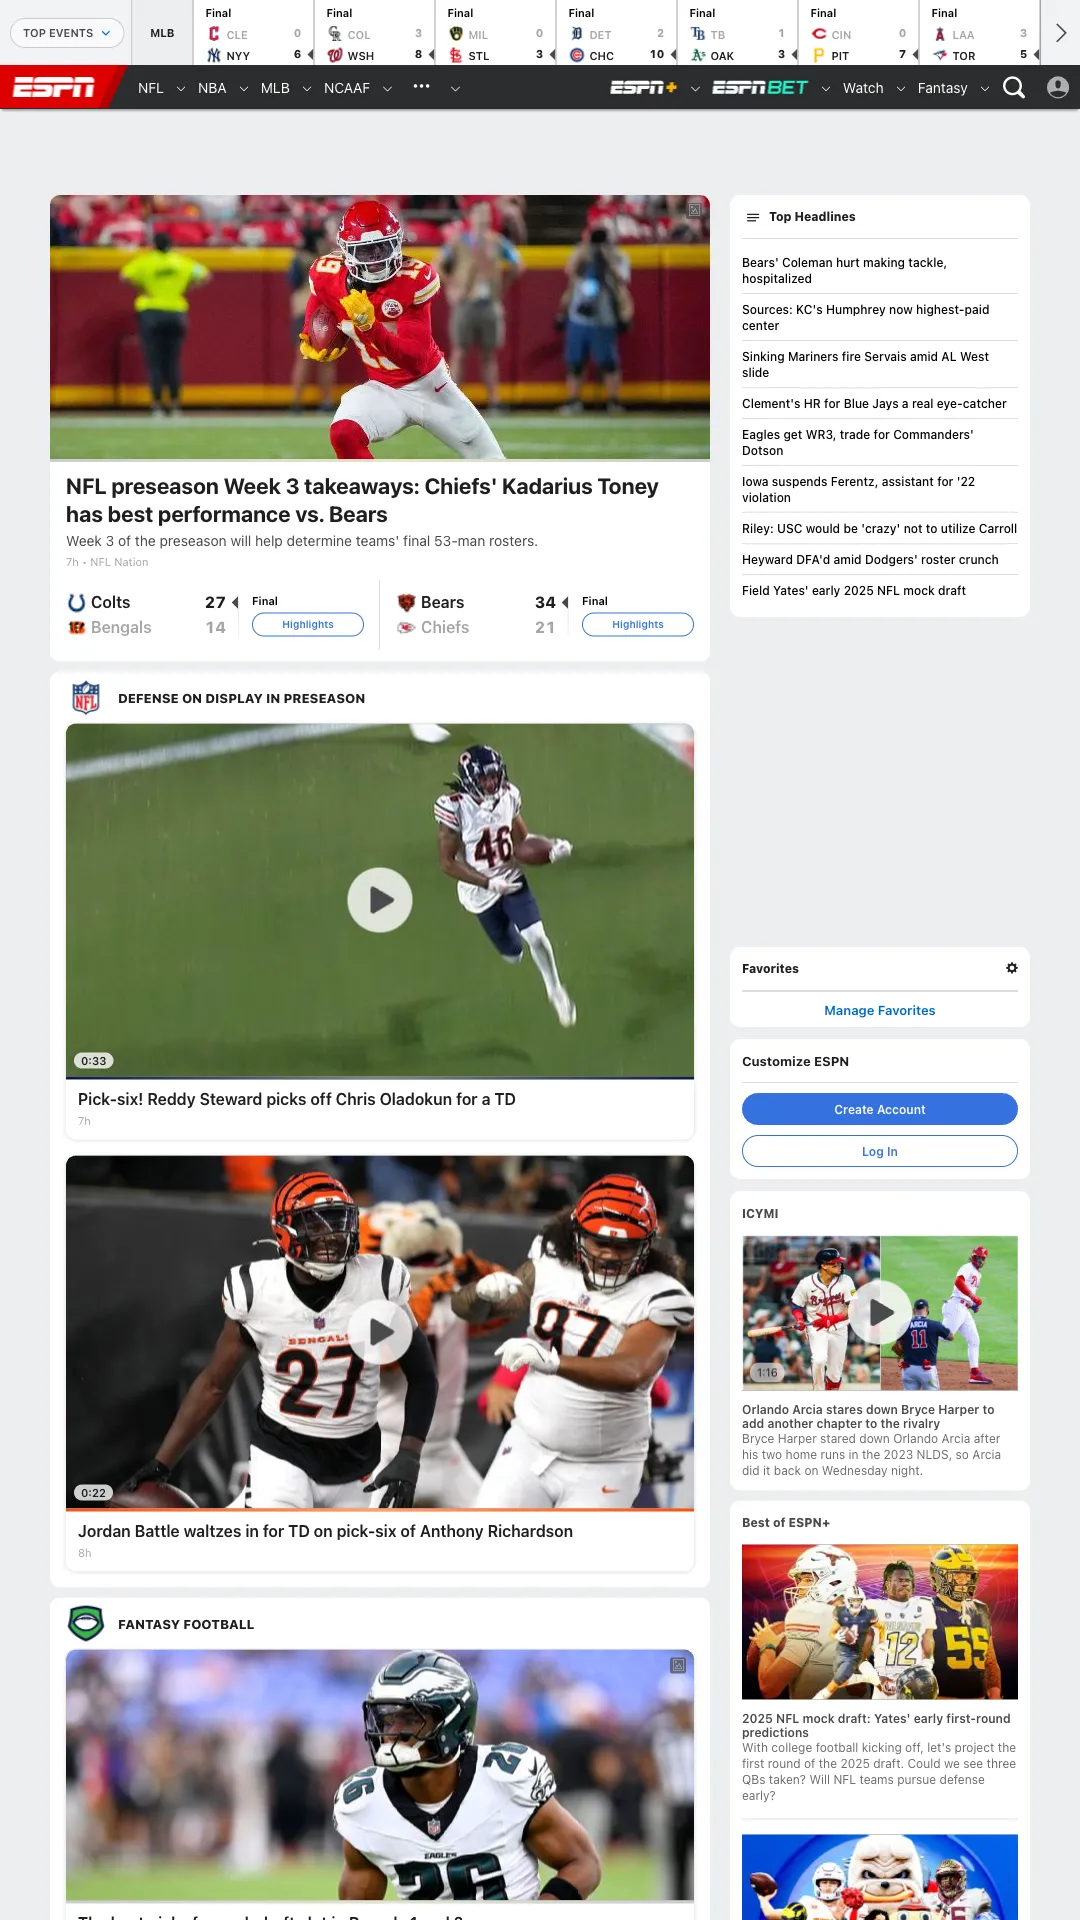 TOP EVENTS
MLB
Final
CLE 0
NYY 6
Final
COL 3
WSH 8
Final
MIL 0
STL 3
Final
DET 2
CHC 10
Final
TB 1
OAK 3
Final
CIN 0
PIT 7
Final
LAA 3
TOR 5
ESPN NFL NBA MLB NCAAF ••• ESPN+ ESPN BET Watch Fantasy
NFL preseason Week 3 takeaways: Chiefs' Kadarius Toney
has best performance vs. Bears
Week 3 of the preseason will help determine teams' final 53-man rosters.
7h • NFL Nation
Colts 27 Final
Bengals 14 Highlights
Bears 34 Final
Chiefs 21 Highlights
NFL DEFENSE ON DISPLAY IN PRESEASON
46
0:33
Pick-six! Reddy Steward picks off Chris Oladokun for a TD
7h
BENGALS
27
97
0:22
Jordan Battle waltzes in for TD on pick-six of Anthony Richardson
8h
FANTASY FOOTBALL
26
26
EAGLES
26
Top Headlines
Bears' Coleman hurt making tackle,
hospitalized
Sources: KC's Humphrey now highest-paid
center
Sinking Mariners fire Servais amid AL West
slide
Clement's HR for Blue Jays a real eye-catcher
Eagles get WR3, trade for Commanders'
Dotson
Iowa suspends Ferentz, assistant for '22
violation
Riley: USC would be 'crazy' not to utilize Carroll
Heyward DFA'd amid Dodgers' roster crunch
Field Yates' early 2025 NFL mock draft
Favorites
Manage Favorites
Customize ESPN
Create Account
Log In
ICYMI
Braves
ARCIA
11
1:16
Orlando Arcia stares down Bryce Harper to
add another chapter to the rivalry
Bryce Harper stared down Orlando Arcia after
his two home runs in the 2023 NLDS, so Arcia
did it back on Wednesday night.
Best of ESPN+
12
55
2025 NFL mock draft: Yates' early first-round
predictions
With college football kicking off, let's project the
first round of the 2025 draft. Could we see three
QBs taken? Will NFL teams pursue defense
early?